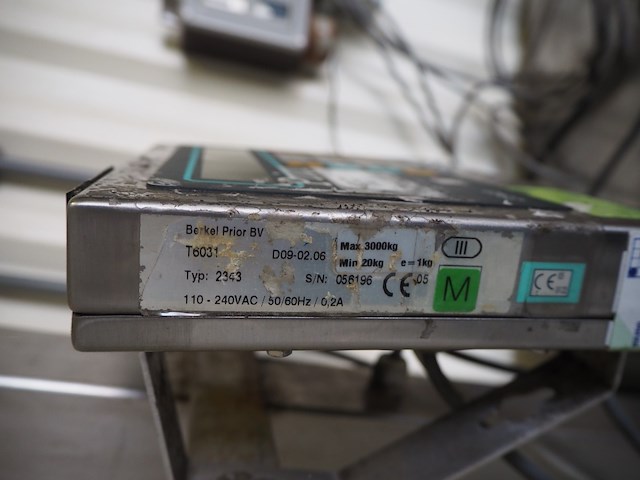 Berkel Prior BV
T6031 D09-02.06 Max 3000kg III
Min 20kg e=1kg
Typ: 2343 S/N: 056196 CE 05 M
110 - 240VAC / 50/60Hz / 0,2A
CE